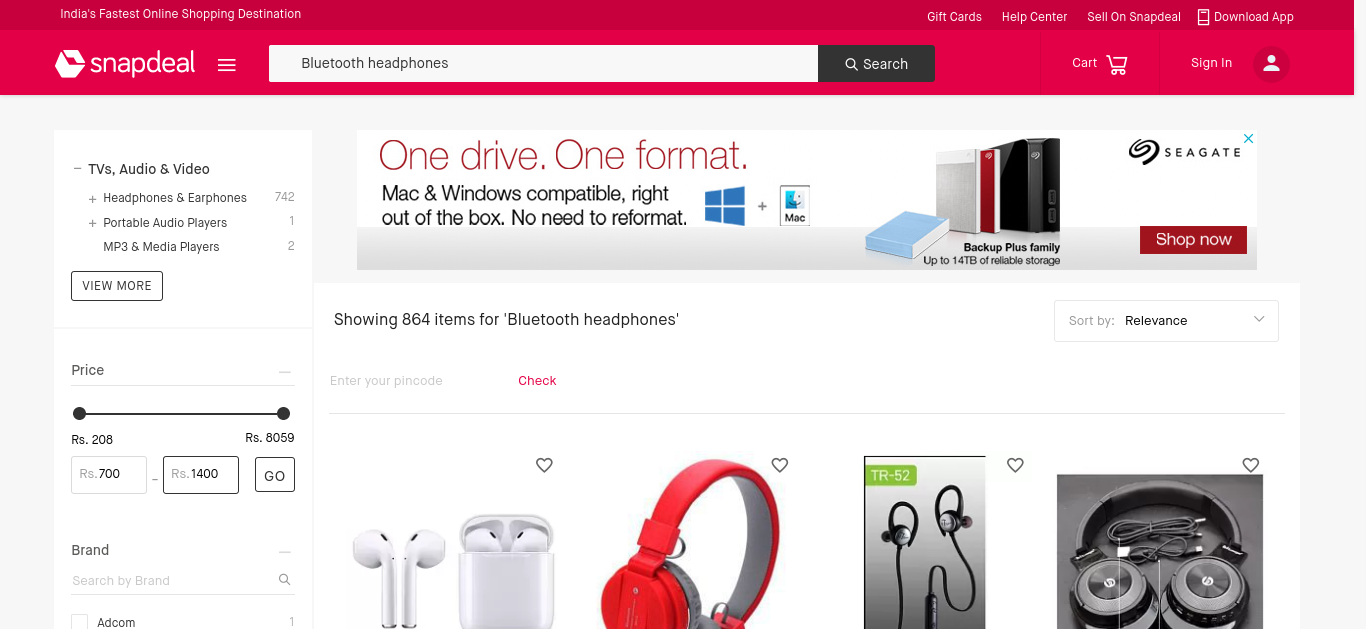 India's Fastest Online Shopping Destination
Gift Cards Help Center Sell On Snapdeal Download App
snapdeal
Bluetooth headphones
Search
Cart
Sign In
TVs, Audio & Video
Headphones & Earphones 742
Portable Audio Players 1
MP3 & Media Players 2
VIEW MORE
Price
Rs. 208 Rs. 8059
Rs. 700 - Rs. 1400 GO
Brand
Search by Brand
Adcom 1
One drive. One format.
Mac & Windows compatible, right
out of the box. No need to reformat.
+
Mac
Backup Plus family
Up to 14TB of reliable storage
SEAGATE
Shop now
Showing 864 items for 'Bluetooth headphones'
Sort by: Relevance
Enter your pincode Check
TR-52